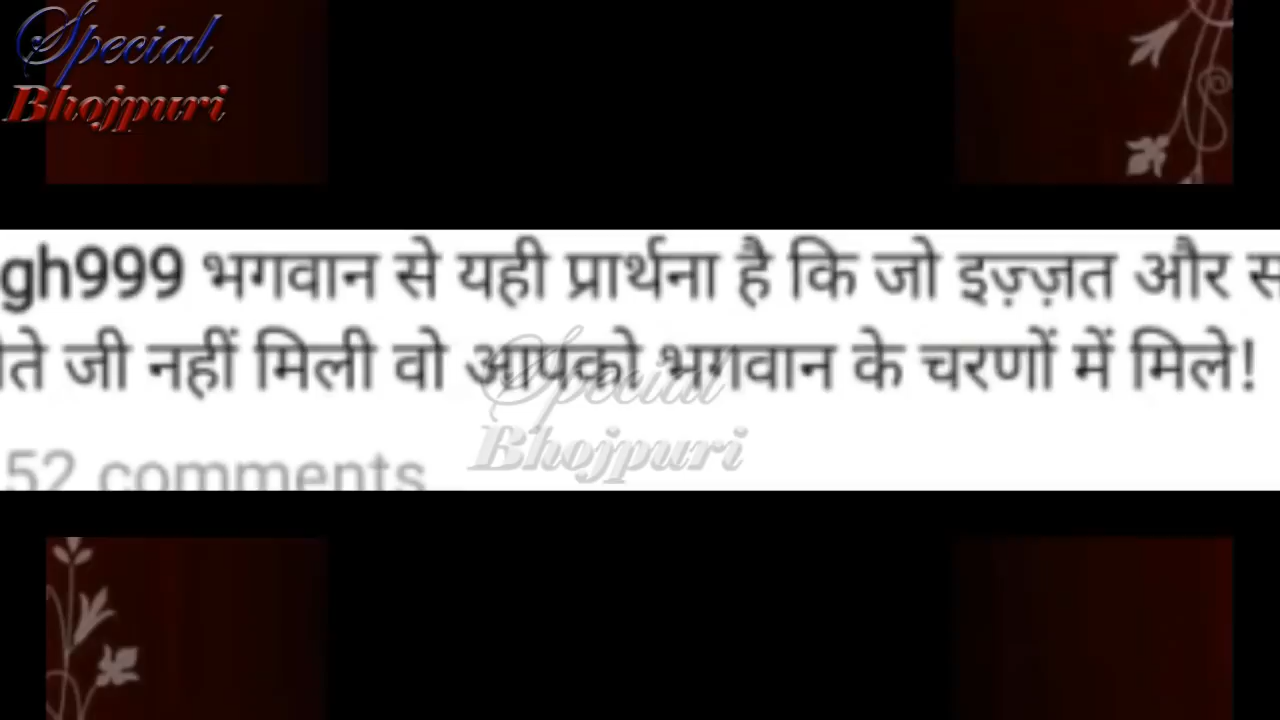 Special
Bhojpuri
gh999 भगवान से यही प्रार्थना है कि जो इज़्ज़त और
जी नहीं मिली वो आपको भगवान के चरणों में मिले!
Special
Bhojpuri
52 comments